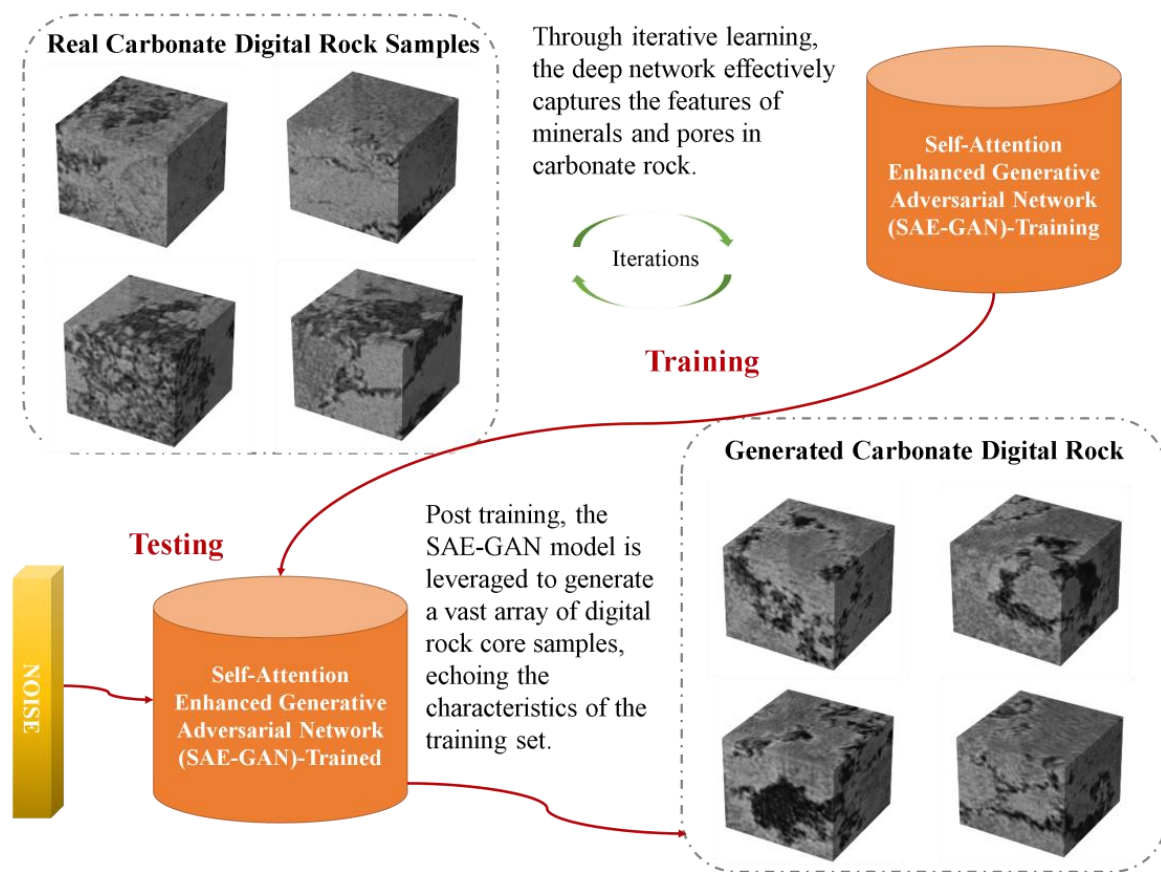 Real Carbonate Digital Rock Samples
Through iterative learning,
the deep network effectively
captures the features of
minerals and pores in
carbonate rock.
Self-Attention
Enhanced Generative
Adversarial Network
(SAE-GAN)-Training
Iterations
Training
Generated Carbonate Digital Rock
Testing
Post training, the
SAE-GAN model is
leveraged to generate
a vast array of digital
rock core samples,
echoing the
characteristics of the
training set.
NOISE
Self-Attention
Enhanced Generative
Adversarial Network
(SAE-GAN)-Trained